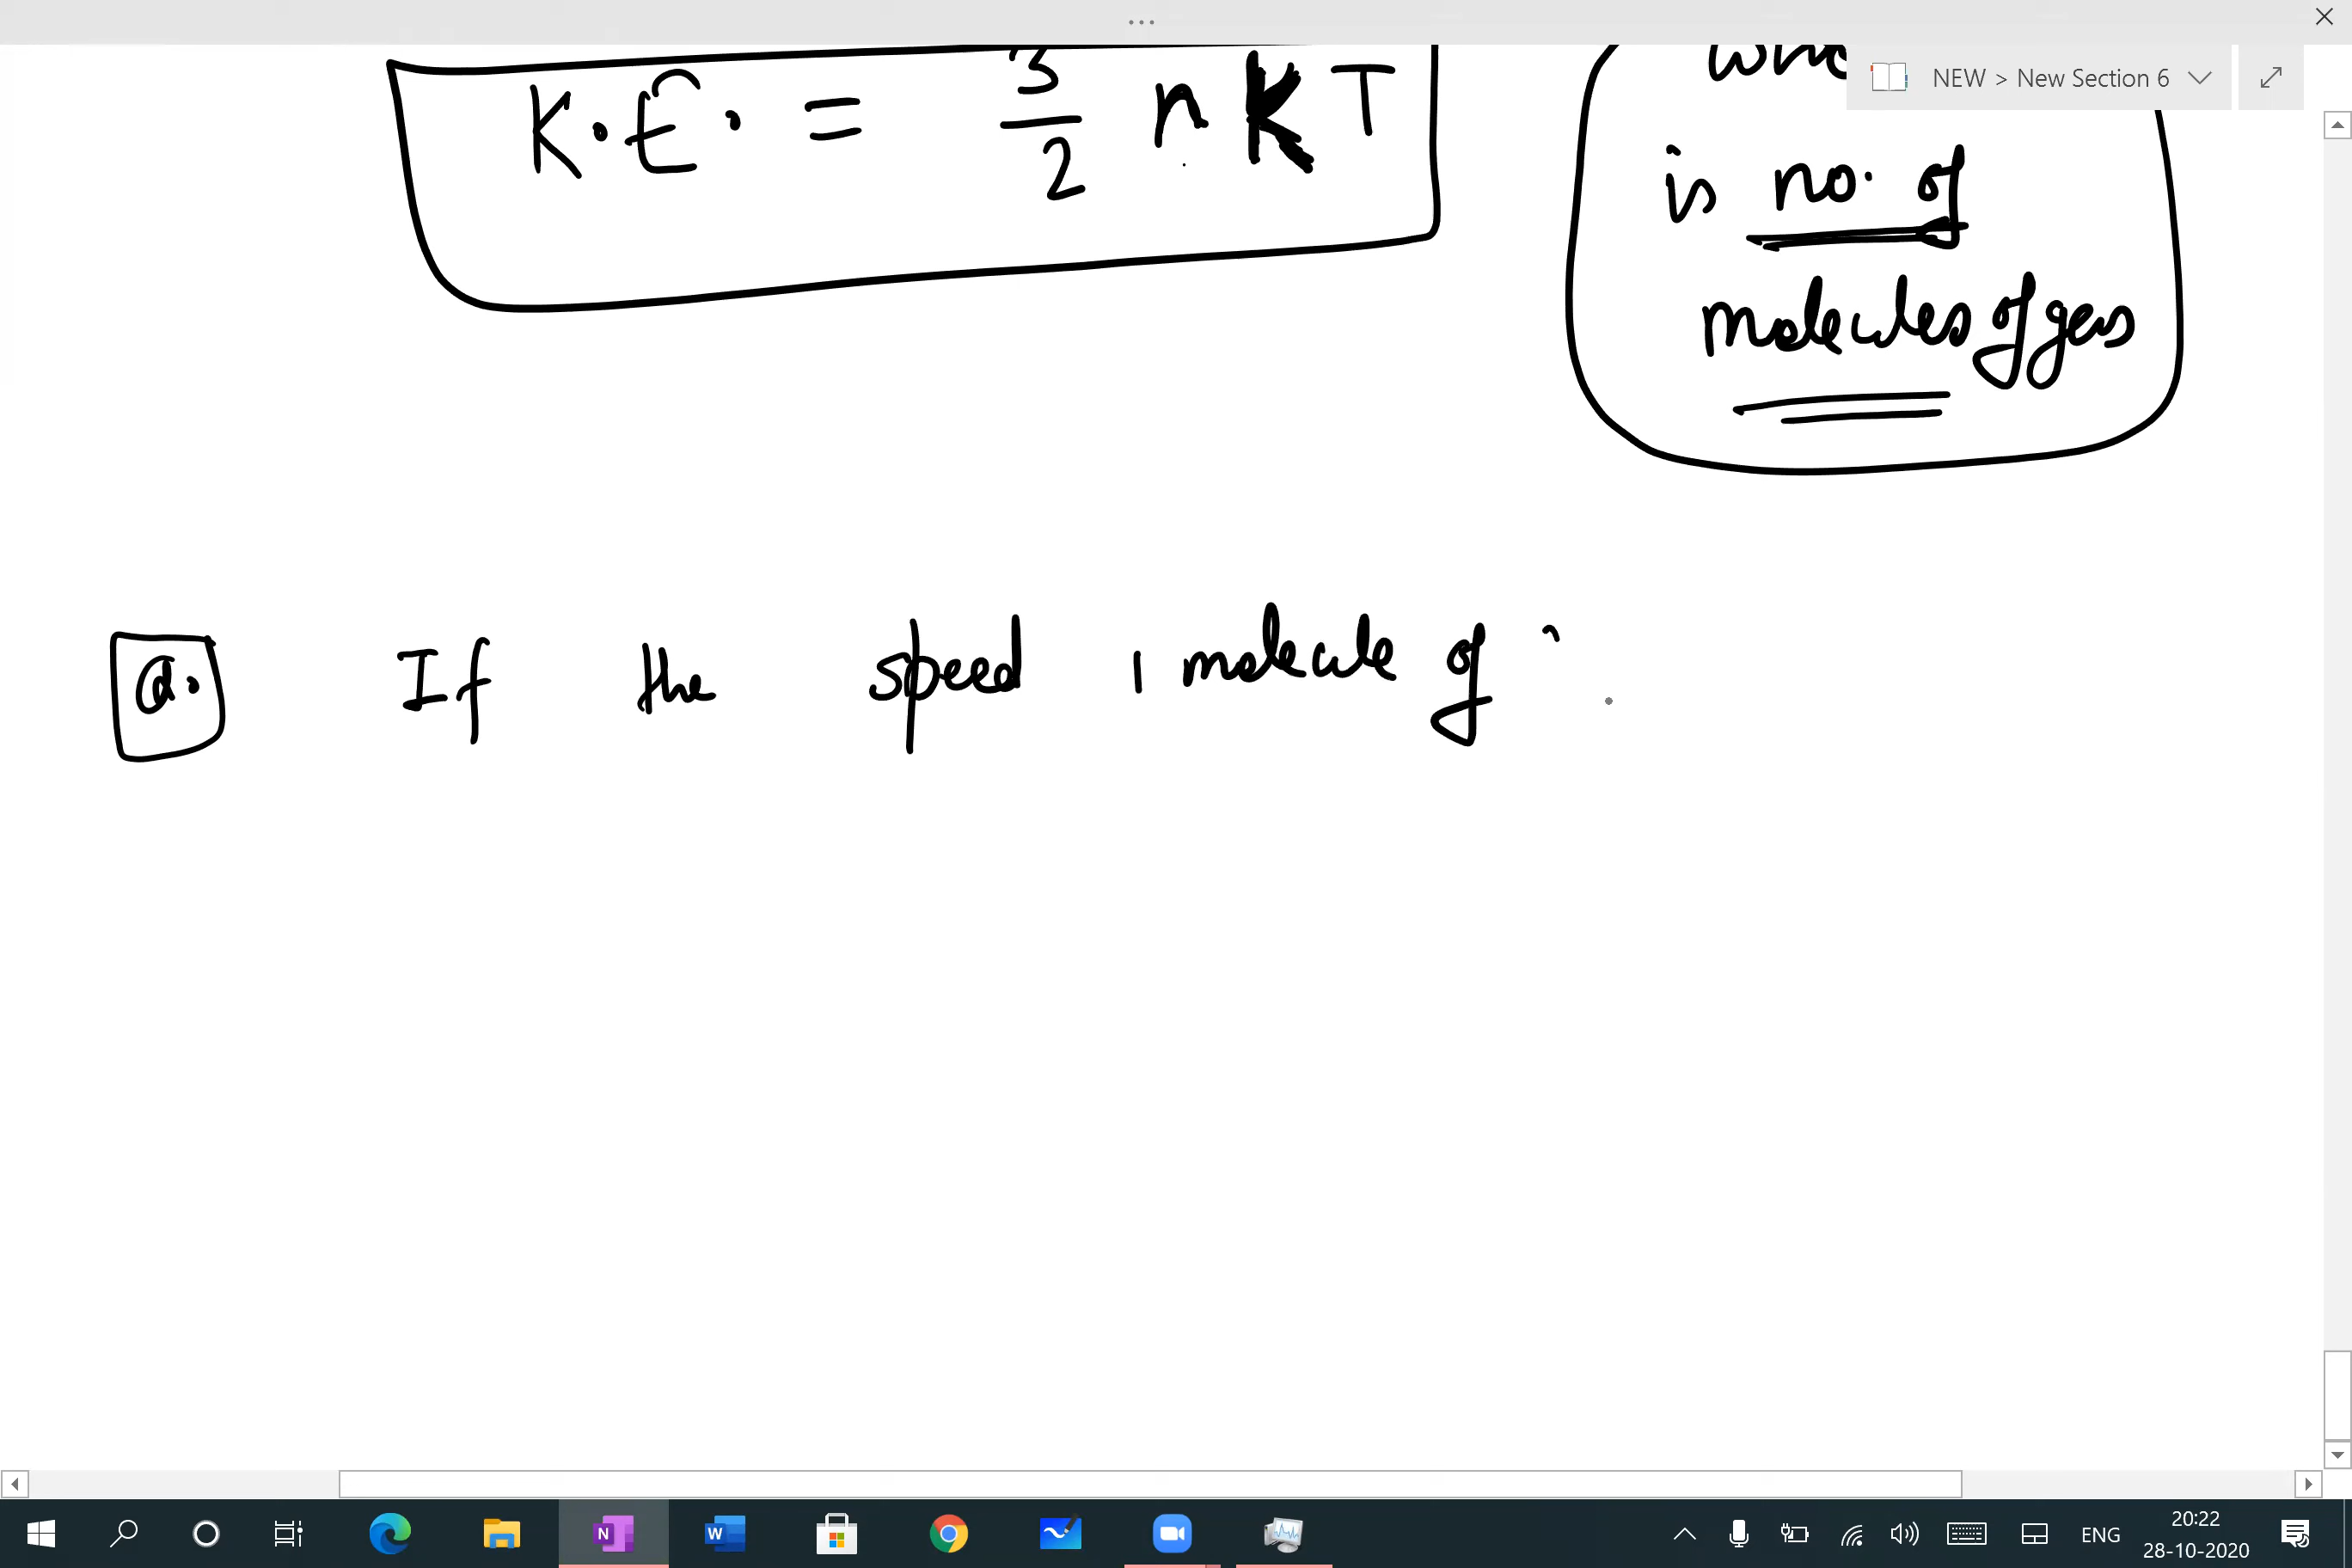 ...
K.E. = 3/2 n k T
NEW > New Section 6
is no. of
molecules of gas
Q. If the speed 1 molecule of
ENG
20:22
28-10-2020